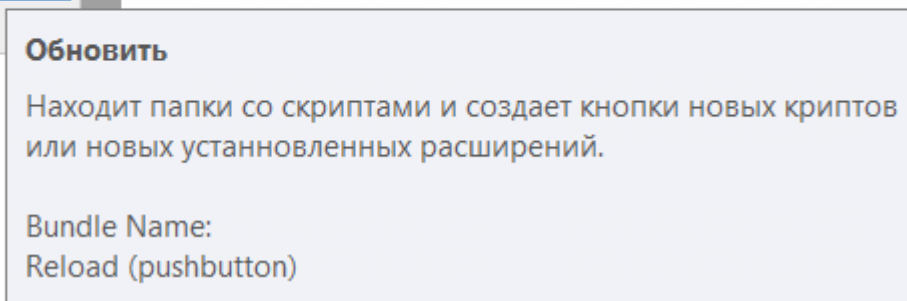 Обновить
Находит папки со скриптами и создает кнопки новых криптов
или новых устанновленных расширений.
Bundle Name:
Reload (pushbutton)